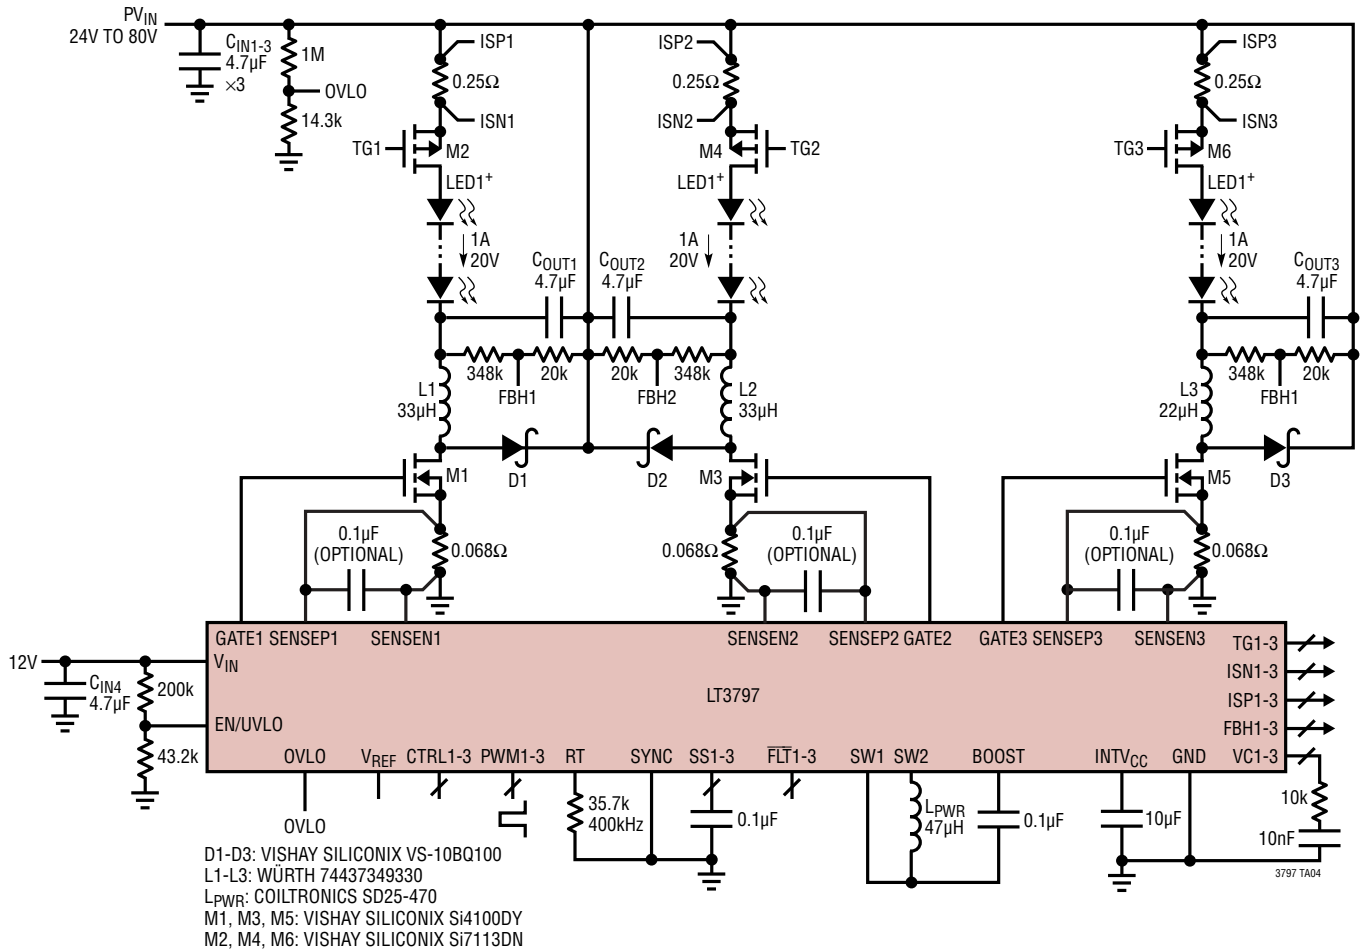 PVIN
24V TO 80V
CIN1-3
4.7µF
×3
1M
OVLO
14.3k
ISP1
0.25Ω
ISN1
TG1
M2
LED1+
1A
20V
ISP2
0.25Ω
ISN2
M4
TG2
LED1+
1A
20V
ISP3
0.25Ω
ISN3
TG3
M6
LED1+
1A
20V
COUT1
4.7µF
COUT2
4.7µF
COUT3
4.7µF
348k
20k
FBH1
20k
348k
FBH2
348k
20k
FBH1
L1
33µH
L2
33µH
L3
22µH
D1
D2
D3
M1
M3
M5
0.1µF
(OPTIONAL)
0.068Ω
0.068Ω
0.1µF
(OPTIONAL)
0.1µF
(OPTIONAL)
0.068Ω
GATE1 SENSEP1 SENSEN1 SENSEN2 SENSEP2 GATE2 GATE3 SENSEP3 SENSEN3
12V
VIN
CIN4
4.7µF
200k
EN/UVLO
43.2k
LT3797
TG1-3
ISN1-3
ISP1-3
FBH1-3
VC1-3
OVLO VREF CTRL1-3 PWM1-3 RT SYNC SS1-3 FLT1-3 SW1 SW2 BOOST INTVCC GND
OVLO
35.7k
400kHz
0.1µF
LPWR
47µH
0.1µF
10µF
10k
10nF
3797 TA04
D1-D3: VISHAY SILICONIX VS-10BQ100
L1-L3: WÜRTH 74437349330
LPWR: COILTRONICS SD25-470
M1, M3, M5: VISHAY SILICONIX Si4100DY
M2, M4, M6: VISHAY SILICONIX Si7113DN